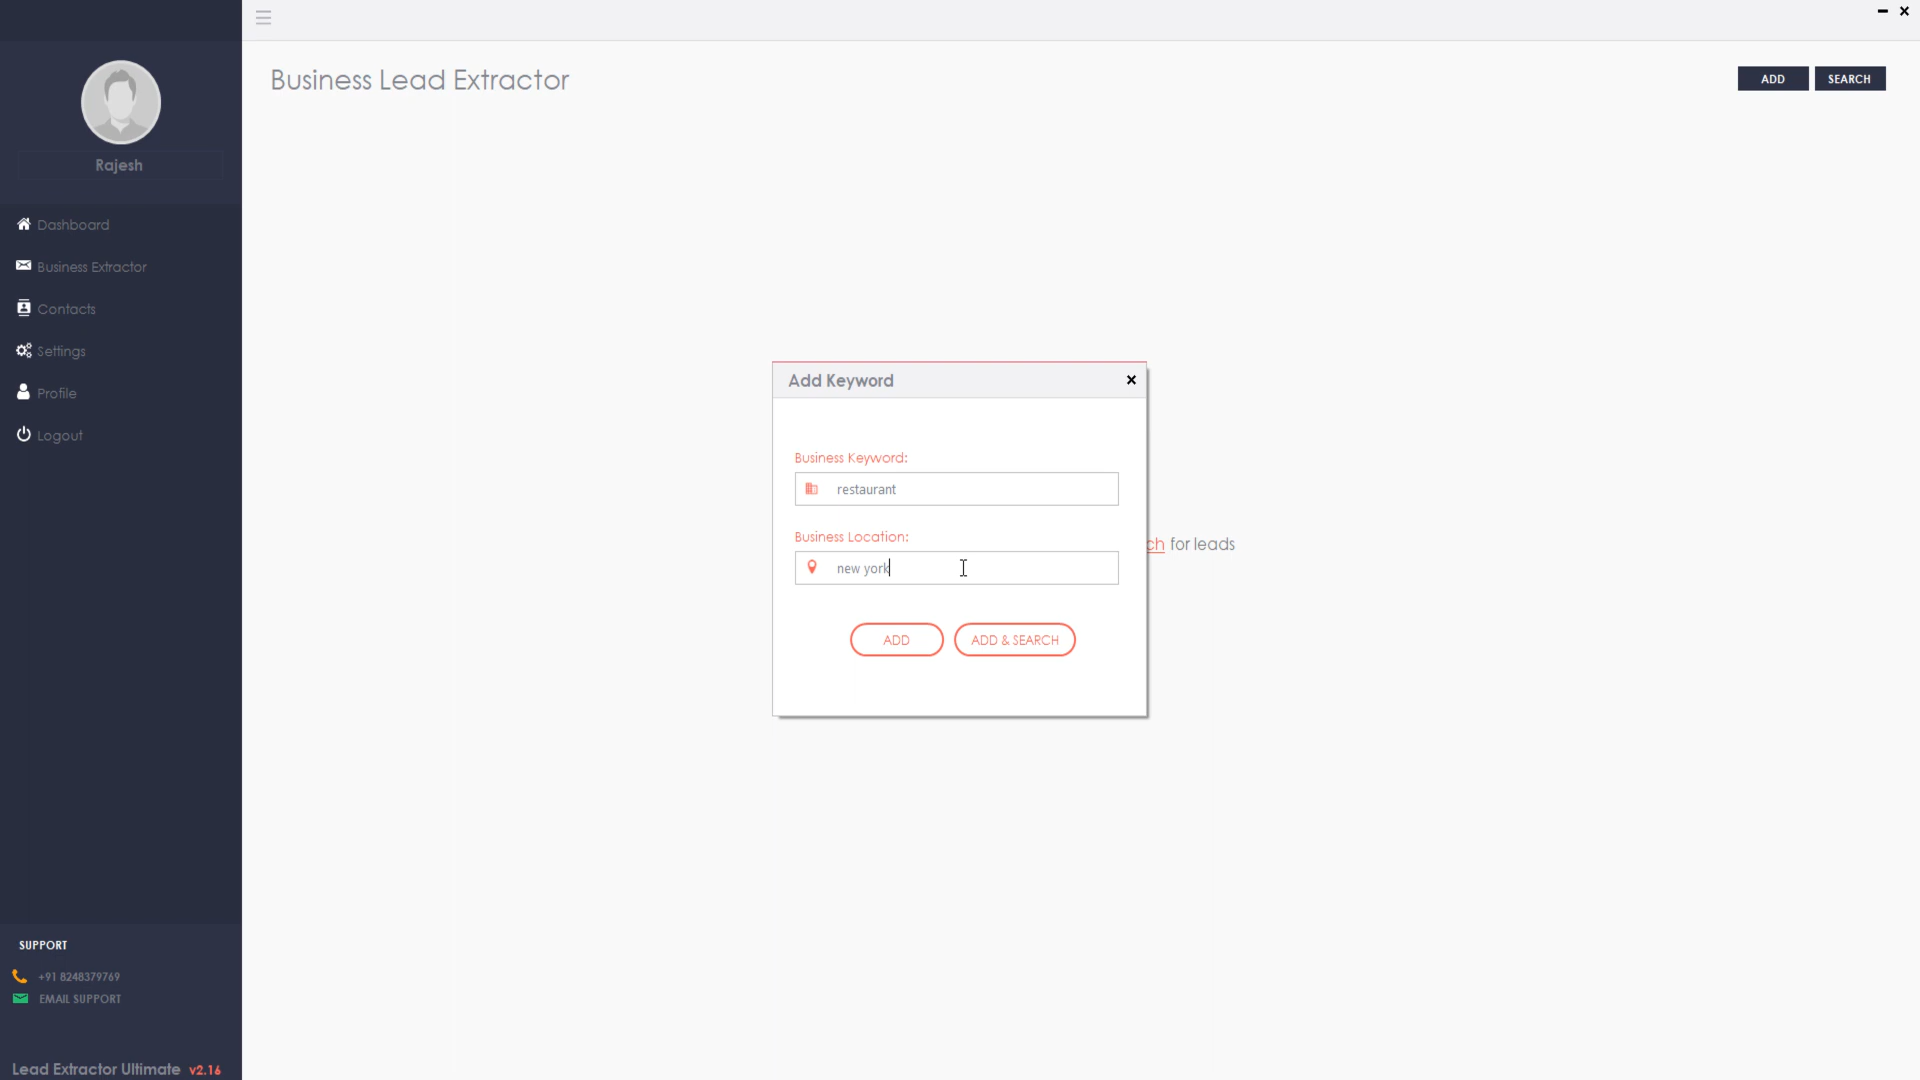 Business Lead Extractor
ADD
SEARCH
Rajesh
Dashboard
Business Extractor
Contacts
Settings
Profile
Logout
Add Keyword
Business Keyword:
restaurant
Business Location:
new york
ch for leads
ADD
ADD & SEARCH
SUPPORT
+91 8248379769
EMAIL SUPPORT
Lead Extractor Ultimate v2.16